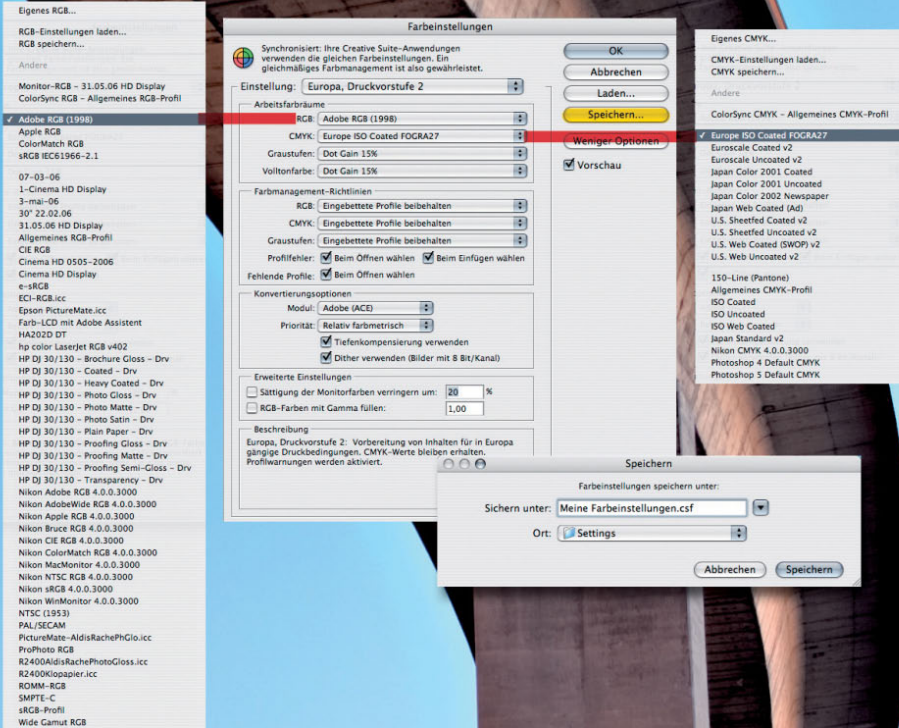 Eigenes RGB...
RGB-Einstellungen laden...
RGB speichern...
Andere
Monitor-RGB - 31.05.06 HD Display
ColorSync RGB - Allgemeines RGB-Profil
✓ Adobe RGB (1998)
Apple RGB
ColorMatch RGB
sRGB IEC61966-2.1
07-03-06
1-Cinema HD Display
3-mai-06
30° 22.02.06
31.05.06 HD Display
Allgemeines RGB-Profil
CIE RGB
Cinema HD 0505-2006
Cinema HD Display
e-sRGB
ECI-RGB.icc
Epson PictureMate.icc
Farb-LCD mit Adobe Assistent
HA202D DT
hp color LaserJet RGB v402
HP DJ 30/130 - Brochure Gloss - Drv
HP DJ 30/130 - Coated - Drv
HP DJ 30/130 - Heavy Coated - Drv
HP DJ 30/130 - Photo Gloss - Drv
HP DJ 30/130 - Photo Matte - Drv
HP DJ 30/130 - Photo Satin - Drv
HP DJ 30/130 - Plain Paper - Drv
HP DJ 30/130 - Proofing Gloss - Drv
HP DJ 30/130 - Proofing Matte - Drv
HP DJ 30/130 - Proofing Semi-Gloss - Drv
HP DJ 30/130 - Transparency - Drv
Nikon Adobe RGB 4.0.0.3000
Nikon AdobeWide RGB 4.0.0.3000
Nikon Apple RGB 4.0.0.3000
Nikon Bruce RGB 4.0.0.3000
Nikon CIE RGB 4.0.0.3000
Nikon ColorMatch RGB 4.0.0.3000
Nikon MacMonitor 4.0.0.3000
Nikon NTSC RGB 4.0.0.3000
Nikon sRGB 4.0.0.3000
Nikon WinMonitor 4.0.0.3000
NTSC (1953)
PAL/SECAM
PictureMate-AldisRachePhGlo.icc
ProPhoto RGB
R2400AldisRachePhotoGloss.icc
R2400Klopapier.icc
ROMM-RGB
SMPTE-C
sRGB-Profil
Wide Gamut RGB
Farbeinstellungen
Synchronisiert: Ihre Creative Suite-Anwendungen
verwenden die gleichen Farbeinstellungen. Ein
gleichmäßiges Farbmanagement ist also gewährleistet.
Einstellung: Europa, Druckvorstufe 2
Arbeitsfarbräume
RGB: Adobe RGB (1998)
CMYK: Europe ISO Coated FOGRA27
Graustufen: Dot Gain 15%
Volltonfarbe: Dot Gain 15%
Farbmanagement-Richtlinien
RGB: Eingebettete Profile beibehalten
CMYK: Eingebettete Profile beibehalten
Graustufen: Eingebettete Profile beibehalten
Profilfehler: Beim Öffnen wählen Beim Einfügen wählen
Fehlende Profile: Beim Öffnen wählen
Konvertierungsoptionen
Modul: Adobe (ACE)
Priorität: Relativ farbmetrisch
Tiefenkompensierung verwenden
Dither verwenden (Bilder mit 8 Bit/Kanal)
Erweiterte Einstellungen
Sättigung der Monitorfarben verringern um: 20 %
RGB-Farben mit Gamma füllen: 1,00
Beschreibung
Europa, Druckvorstufe 2: Vorbereitung von Inhalten für in Europa
gängige Druckbedingungen. CMYK-Werte bleiben erhalten.
Profilwarnungen werden aktiviert.
OK
Abbrechen
Laden...
Speichern...
Weniger Optionen
Vorschau
Eigenes CMYK...
CMYK-Einstellungen laden...
CMYK speichern...
Andere
ColorSync CMYK - Allgemeines CMYK-Profil
✓ Europe ISO Coated FOGRA27
Euroscale Coated v2
Euroscale Uncoated v2
Japan Color 2001 Coated
Japan Color 2001 Uncoated
Japan Color 2002 Newspaper
Japan Web Coated (Ad)
U.S. Sheetfed Coated v2
U.S. Sheetfed Uncoated v2
U.S. Web Coated (SWOP) v2
U.S. Web Uncoated v2
150-Line (Pantone)
Allgemeines CMYK-Profil
ISO Coated
ISO Uncoated
ISO Web Coated
Japan Standard v2
Nikon CMYK 4.0.0.3000
Photoshop 4 Default CMYK
Photoshop 5 Default CMYK
Speichern
Farbeinstellungen speichern unter:
Sichern unter: Meine Farbeinstellungen.csf
Ort: Settings
Abbrechen Speichern